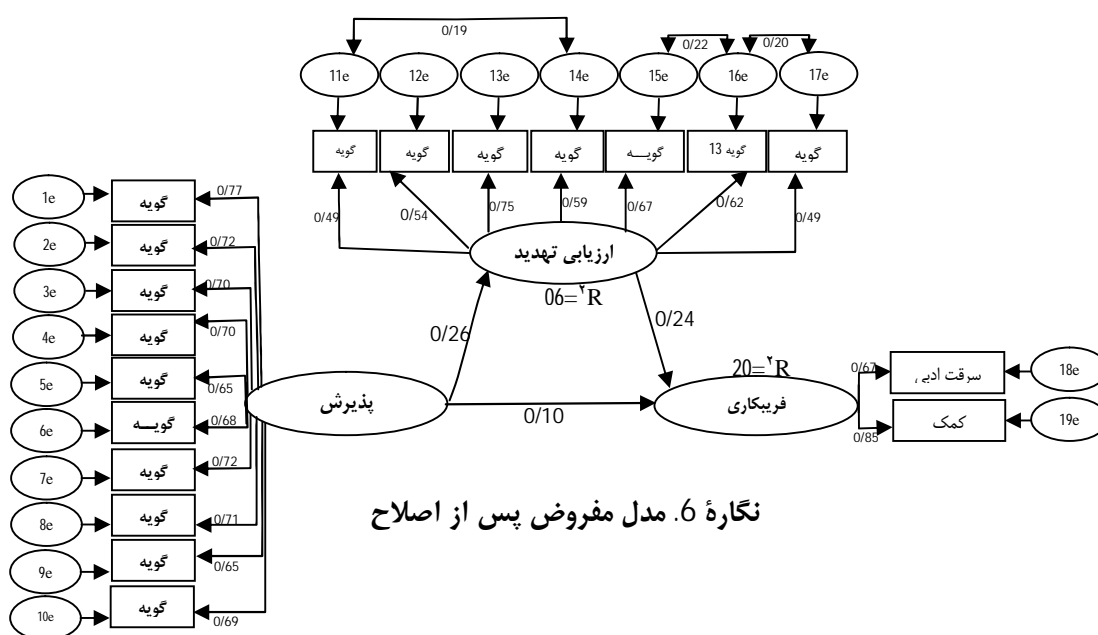 0/19
0/22
0/20
11e
12e
13e
14e
15e
16e
17e
گویه
گویه
گویه
گویه
گویــه
گویه 13
گویه
0/49
0/54
0/75
0/59
0/67
0/62
0/49
ارزیابی تهدید
06=²R
1e
گویه
0/77
2e
گویه
0/72
3e
گویه
0/70
4e
گویه
0/70
5e
گویه
0/65
6e
گویــه
0/68
7e
گویه
0/72
8e
گویه
0/71
9e
گویه
0/65
10e
گویه
0/69
پذیرش
0/26
0/24
0/10
20=²R
فریبکاری
0/67
سرقت ادبی
18e
0/85
کمک
19e
نگارهٔ 6. مدل مفروض پس از اصلاح